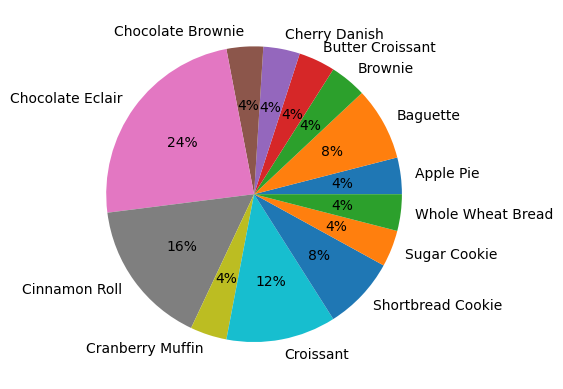 Chocolate Brownie
Cherry Danish
Butter Croissant
Brownie
Chocolate Eclair
Baguette
4%
4%
4%
4%
24%
8%
Apple Pie
4%
4%
Whole Wheat Bread
4%
16%
8%
Sugar Cookie
4%
12%
Cinnamon Roll
Shortbread Cookie
Cranberry Muffin
Croissant